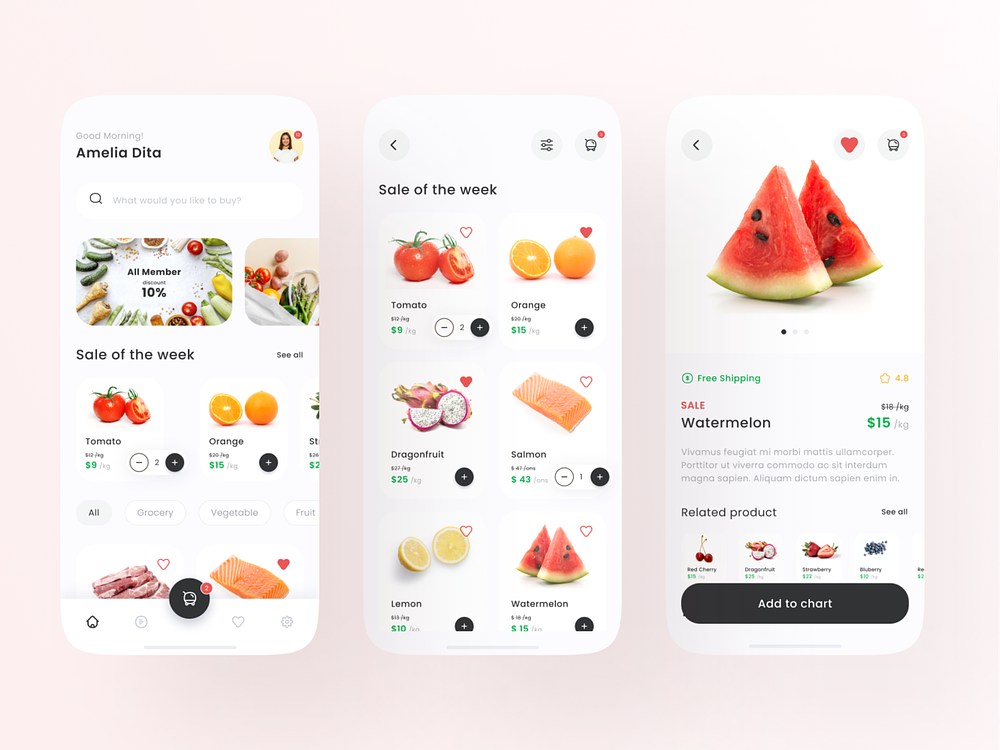 Good Morning!
Amelia Dita
What would you like to buy?
All Member
discount
10%
Sale of the week
See all
Tomato
$12 /kg
$9 /kg
2
Orange
$20 /kg
$15 /kg
All
Grocery
Vegetable
Fruit
2
Sale of the week
Tomato
$12 /kg
$9 /kg
2
Orange
$20 /kg
$15 /kg
Dragonfruit
$27 /kg
$25 /kg
Salmon
$ 47 /ons
$ 43 /ons
1
Lemon
$13 /kg
$10 /kg
Watermelon
$ 18 /kg
$ 15 /kg
Free Shipping
4.8
SALE
$18 /kg
Watermelon
$15 /kg
Vivamus feugiat mi morbi mattis ullamcorper.
Porttitor ut viverra commodo ac sit interdum
magna sapien. Aliquam dictum sapien enim in.
Related product
See all
Red Cherry
$15 /kg
Dragonfruit
$25 /kg
Strawberry
$22 /kg
Bluberry
$10 /kg
Add to chart